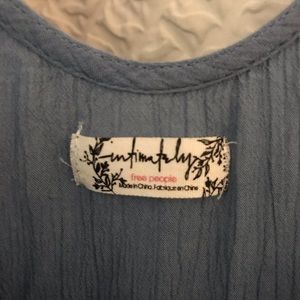 intimately
free people
Made in China. Fabriqué en Chine